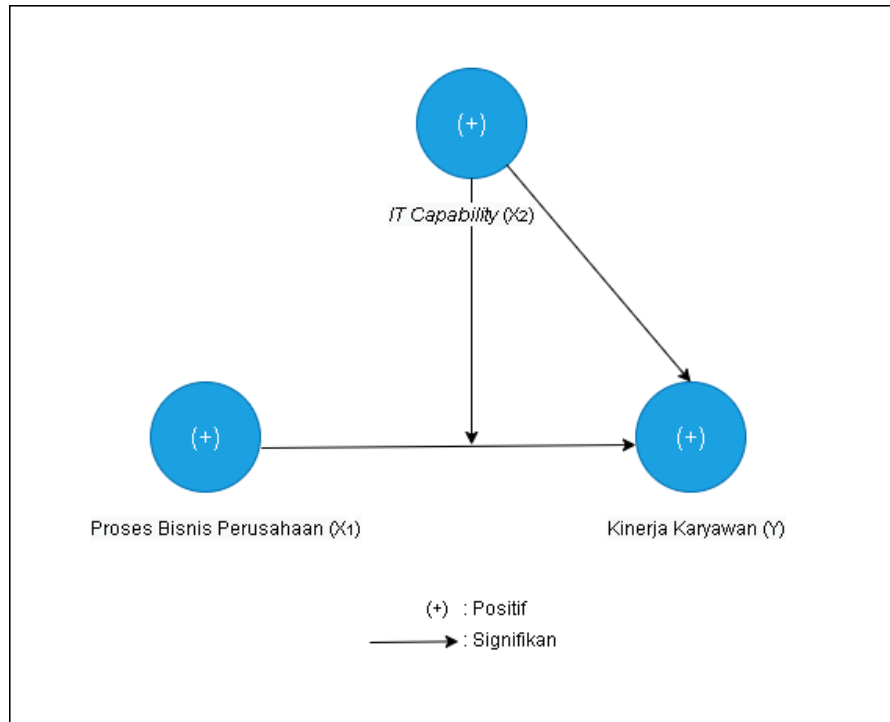 (+)
IT Capability (X2)
(+)
(+)
Proses Bisnis Perusahaan (X1)
Kinerja Karyawan (Y)
(+) : Positif
: Signifikan